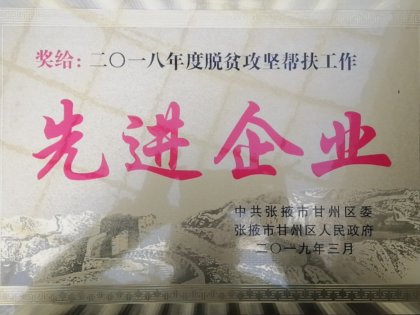 奖给：二〇一八年度脱贫攻坚帮扶工作
先进企业
中共张掖市甘州区委
张掖市甘州区人民政府
二〇一九年三月